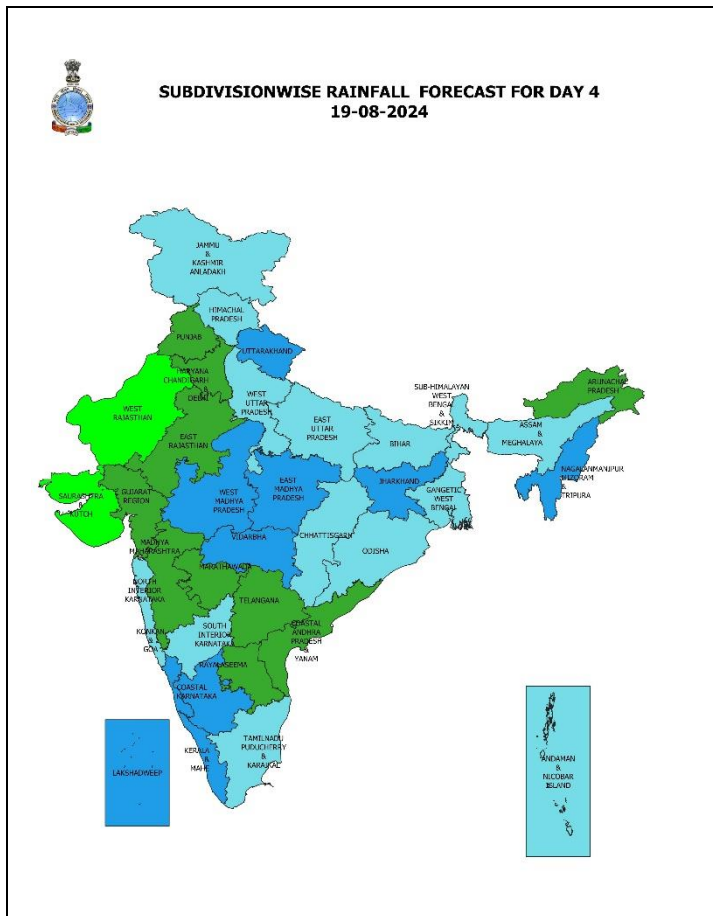 SUBDIVISIONWISE RAINFALL FORECAST FOR DAY 4
19-08-2024
JAMMU
&
KASHMIR
ANLADAKH
HIMACHAL
PRADESH
PUNJAB
UTTARAKHAND
HARYANA
CHANDIGARH
&
DELHI
WEST
UTTAR
PRADESH
SUB-HIMALAYAN
WEST
BENGAL
&
SIKKIM
ARUNACHAL
PRADESH
WEST
RAJASTHAN
EAST
RAJASTHAN
EAST
UTTAR
PRADESH
BIHAR
ASSAM
&
MEGHALAYA
NAGALANMANIPUR
MIZORAM
&
TRIPURA
SAURASHTRA
&
KUTCH
E GUJARAT
REGION
WEST
MADHYA
PRADESH
EAST
MADHYA
PRADESH
JHARKHAND
GANGETIC
WEST
BENGAL
VIDARBHA
CHHATTISGARH
ODISHA
MADHYA
MAHARASHTRA
MARATHAWADA
TELANGANA
NORTH
INTERIOR
KARNATAKA
KONKAN
&
GOA
SOUTH
INTERIOR
KARNATAKA
COASTAL
ANDHRA
PRADESH
&
YANAM
RAYALASEEMA
COASTAL
KARNATAKA
KERALA
&
MAHE
TAMILNADU
PUDUCHERRY
&
KARAIKAL
LAKSHADWEEP
ANDAMAN
&
NICOBAR
ISLAND